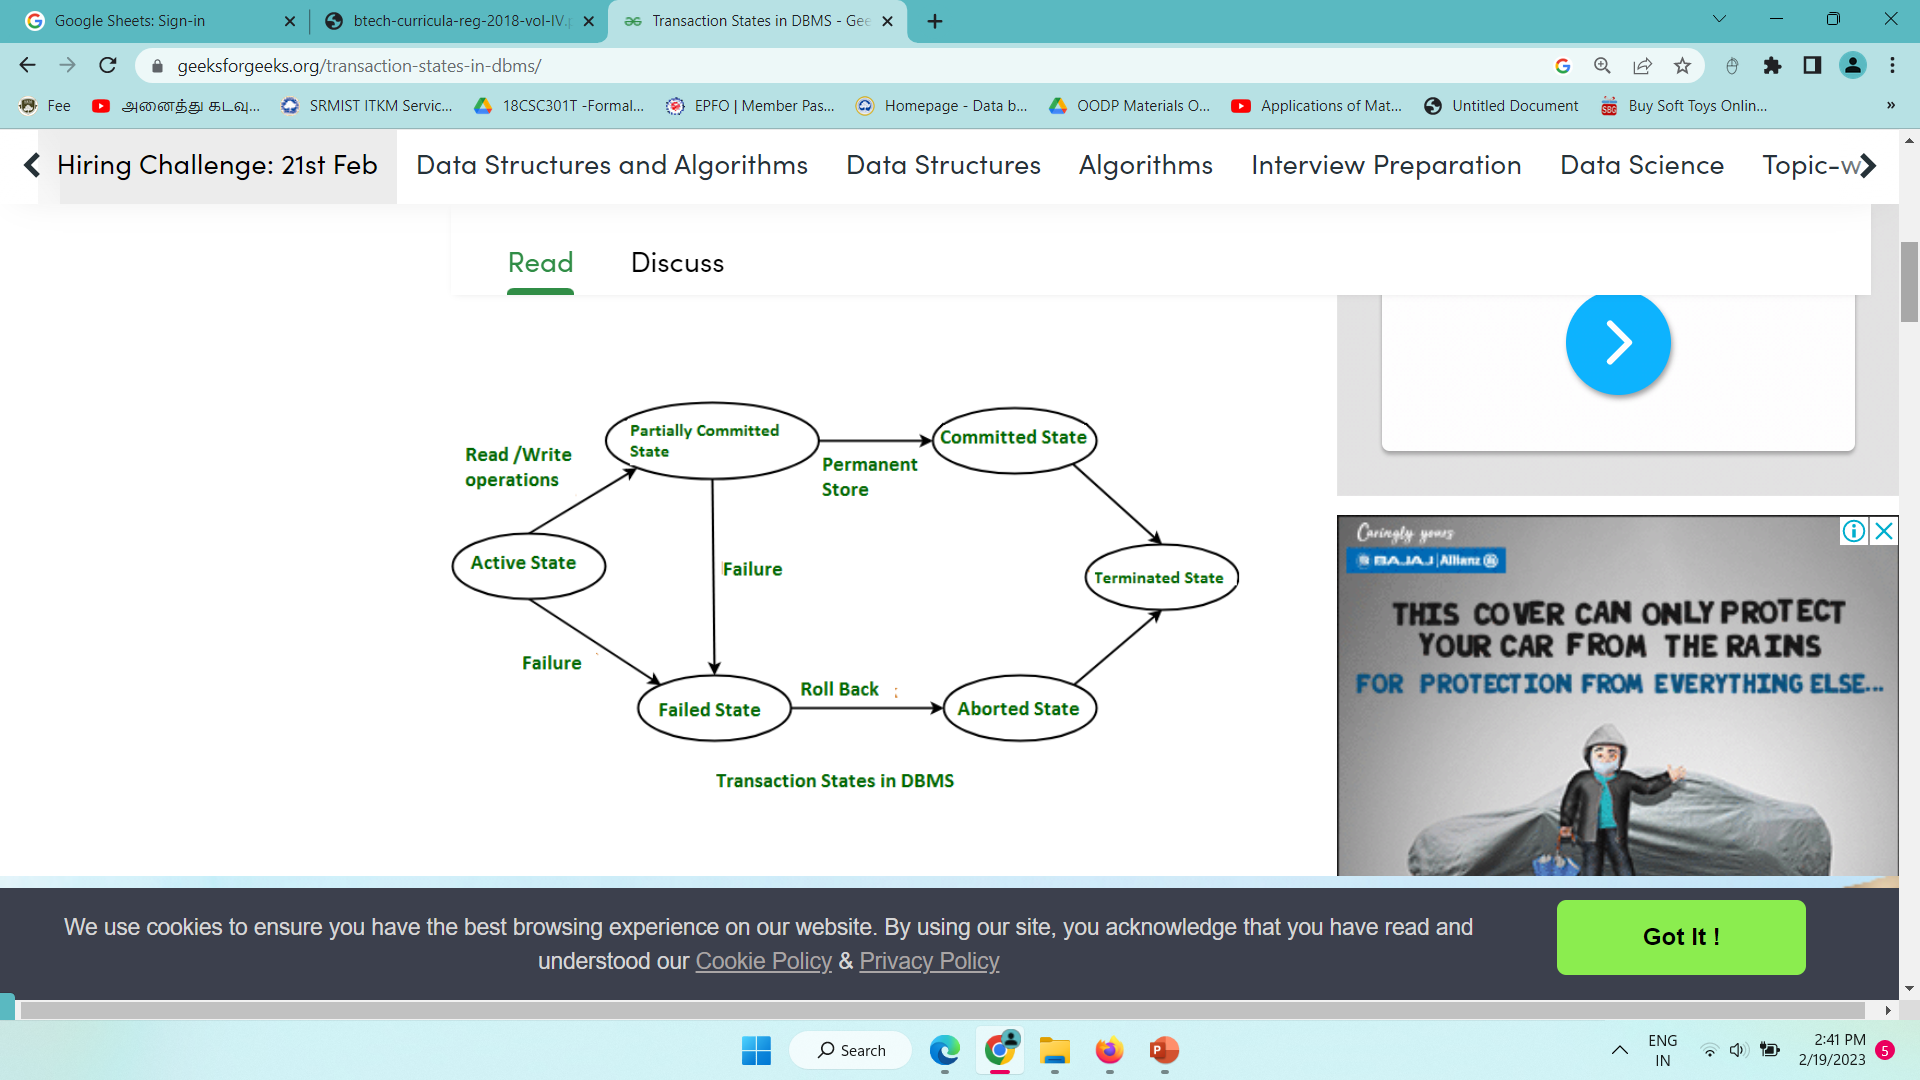 Google Sheets: Sign-in
btech-curricula-reg-2018-vol-IV.p
Transaction States in DBMS - Gee
geeksforgeeks.org/transaction-states-in-dbms/
Fee
அனைத்து கடவு...
SRMIST ITKM Servic...
18CSC301T -Formal...
EPFO | Member Pas...
Homepage - Data b...
OODP Materials O...
Applications of Mat...
Untitled Document
Buy Soft Toys Onlin...
»
Hiring Challenge: 21st Feb
Data Structures and Algorithms
Data Structures
Algorithms
Interview Preparation
Data Science
Topic-w
Read
Discuss
Partially Committed
State
Committed State
Read /Write
operations
Permanent
Store
Active State
Failure
Terminated State
Failure
Failed State
Roll Back
Aborted State
Transaction States in DBMS
Caringly yours
BAJAJ | Allianz
THIS COVER CAN ONLY PROTECT
YOUR CAR FROM THE RAINS
FOR PROTECTION FROM EVERYTHING ELSE...
We use cookies to ensure you have the best browsing experience on our website. By using our site, you acknowledge that you have read and
understood our Cookie Policy & Privacy Policy
Got It !
Search
ENG
IN
2:41 PM
2/19/2023
5